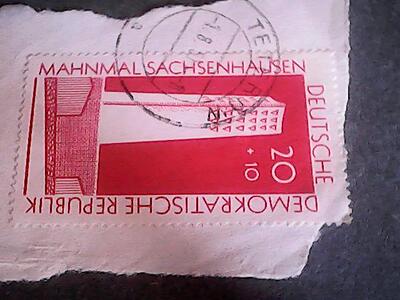 MAHNMAL SACHSENHAUSEN
DEUTSCHE
DEMOKRATISCHE REPUBLIK
20
+ 10